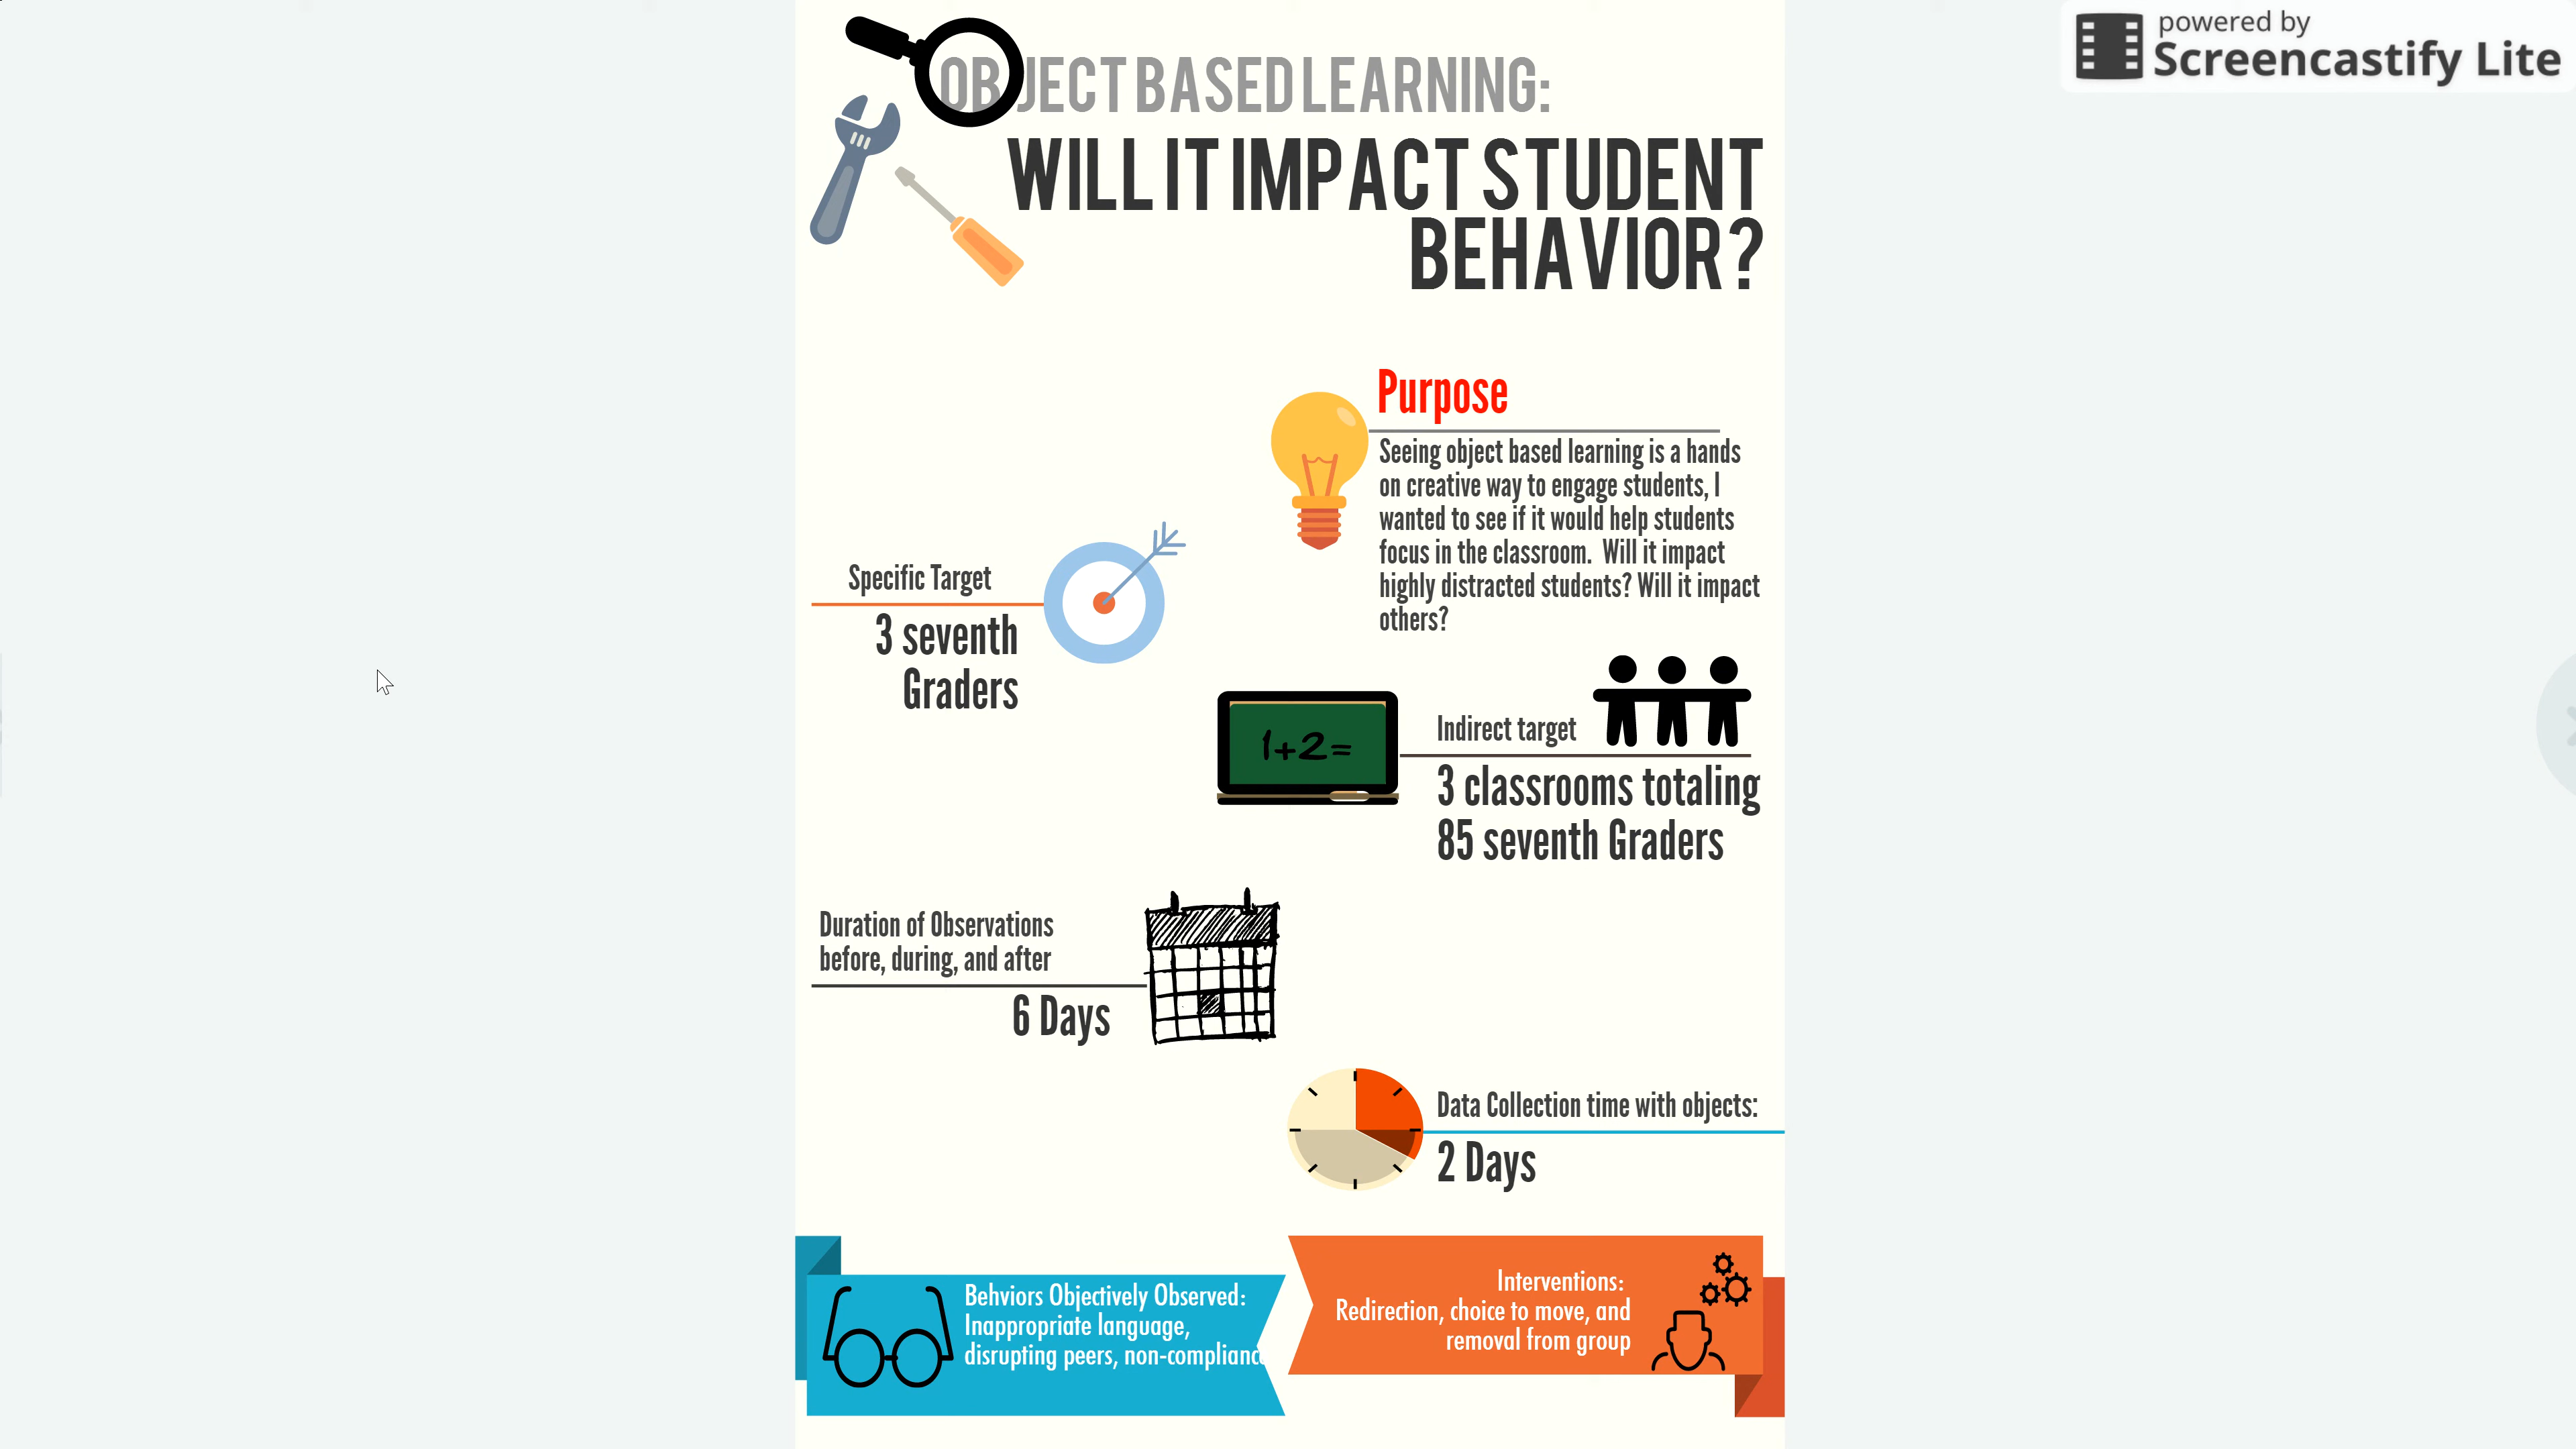 powered by
Screencastify Lite
OBJECT BASED LEARNING:
WILL IT IMPACT STUDENT
BEHAVIOR?
Purpose
Seeing object based learning is a hands
on creative way to engage students, I
wanted to see if it would help students
focus in the classroom.  Will it impact
highly distracted students? Will it impact
others?
Specific Target
3 seventh
Graders
1+2=
Indirect target
3 classrooms totaling
85 seventh Graders
Duration of Observations
before, during, and after
6 Days
Data Collection time with objects:
2 Days
Behviors Objectively Observed:
Inappropriate language,
disrupting peers, non-complianc
Interventions:
Redirection, choice to move, and
removal from group